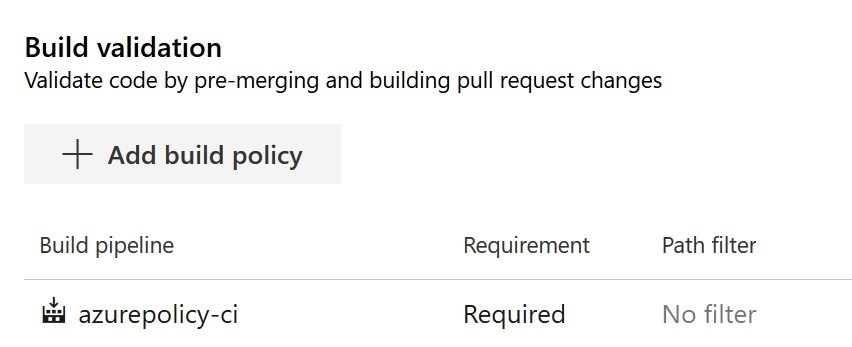 Build validation
Validate code by pre-merging and building pull request changes
Add build policy
Build pipeline Requirement Path filter
azurepolicy-ci Required No filter